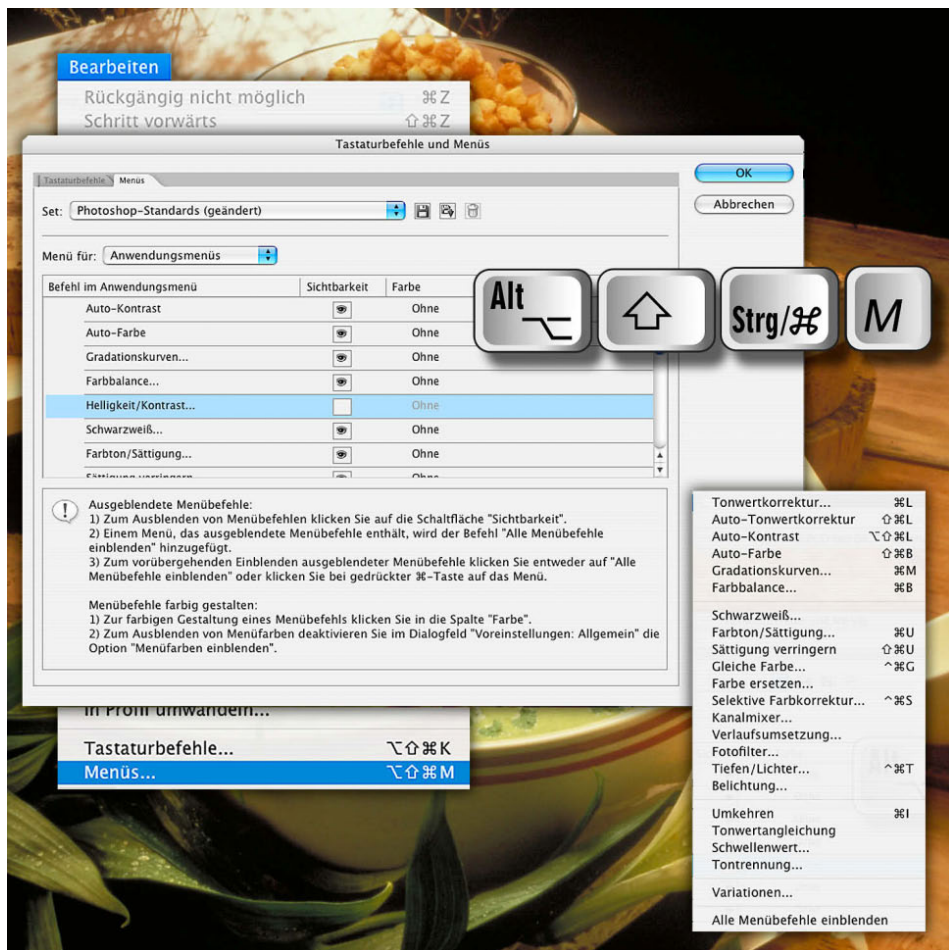 Bearbeiten
Rückgängig nicht möglich ⌘Z
Schritt vorwärts ⇧⌘Z
Tastaturbefehle und Menüs
Tastaturbefehle Menüs
OK
Set: Photoshop-Standards (geändert)
Abbrechen
Menü für: Anwendungsmenüs
Befehl im Anwendungsmenü Sichtbarkeit Farbe
Auto-Kontrast Ohne
Auto-Farbe Ohne
Gradationskurven... Ohne
Farbbalance... Ohne
Helligkeit/Kontrast... Ohne
Schwarzweiß... Ohne
Farbton/Sättigung... Ohne
Sättigung verringern Ohne
Alt ⌥ ⇧ Strg/⌘ M
Ausgeblendete Menübefehle:
1) Zum Ausblenden von Menübefehlen klicken Sie auf die Schaltfläche "Sichtbarkeit".
2) Einem Menü, das ausgeblendete Menübefehle enthält, wird der Befehl "Alle Menübefehle
einblenden" hinzugefügt.
3) Zum vorübergehenden Einblenden ausgeblendeter Menübefehle klicken Sie entweder auf "Alle
Menübefehle einblenden" oder klicken Sie bei gedrückter ⌘-Taste auf das Menü.
Menübefehle farbig gestalten:
1) Zur farbigen Gestaltung eines Menübefehls klicken Sie in die Spalte "Farbe".
2) Zum Ausblenden von Menüfarben deaktivieren Sie im Dialogfeld "Voreinstellungen: Allgemein" die
Option "Menüfarben einblenden".
In Profil umwandeln...
Tastaturbefehle... ⌥⇧⌘K
Menüs... ⌥⇧⌘M
Tonwertkorrektur... ⌘L
Auto-Tonwertkorrektur ⇧⌘L
Auto-Kontrast ⌥⇧⌘L
Auto-Farbe ⇧⌘B
Gradationskurven... ⌘M
Farbbalance... ⌘B
Schwarzweiß...
Farbton/Sättigung... ⌘U
Sättigung verringern ⇧⌘U
Gleiche Farbe... ^⌘G
Farbe ersetzen...
Selektive Farbkorrektur... ^⌘S
Kanalmixer...
Verlaufsumsetzung...
Fotofilter...
Tiefen/Lichter... ^⌘T
Belichtung...
Umkehren ⌘I
Tonwertangleichung
Schwellenwert...
Tontrennung...
Variationen...
Alle Menübefehle einblenden